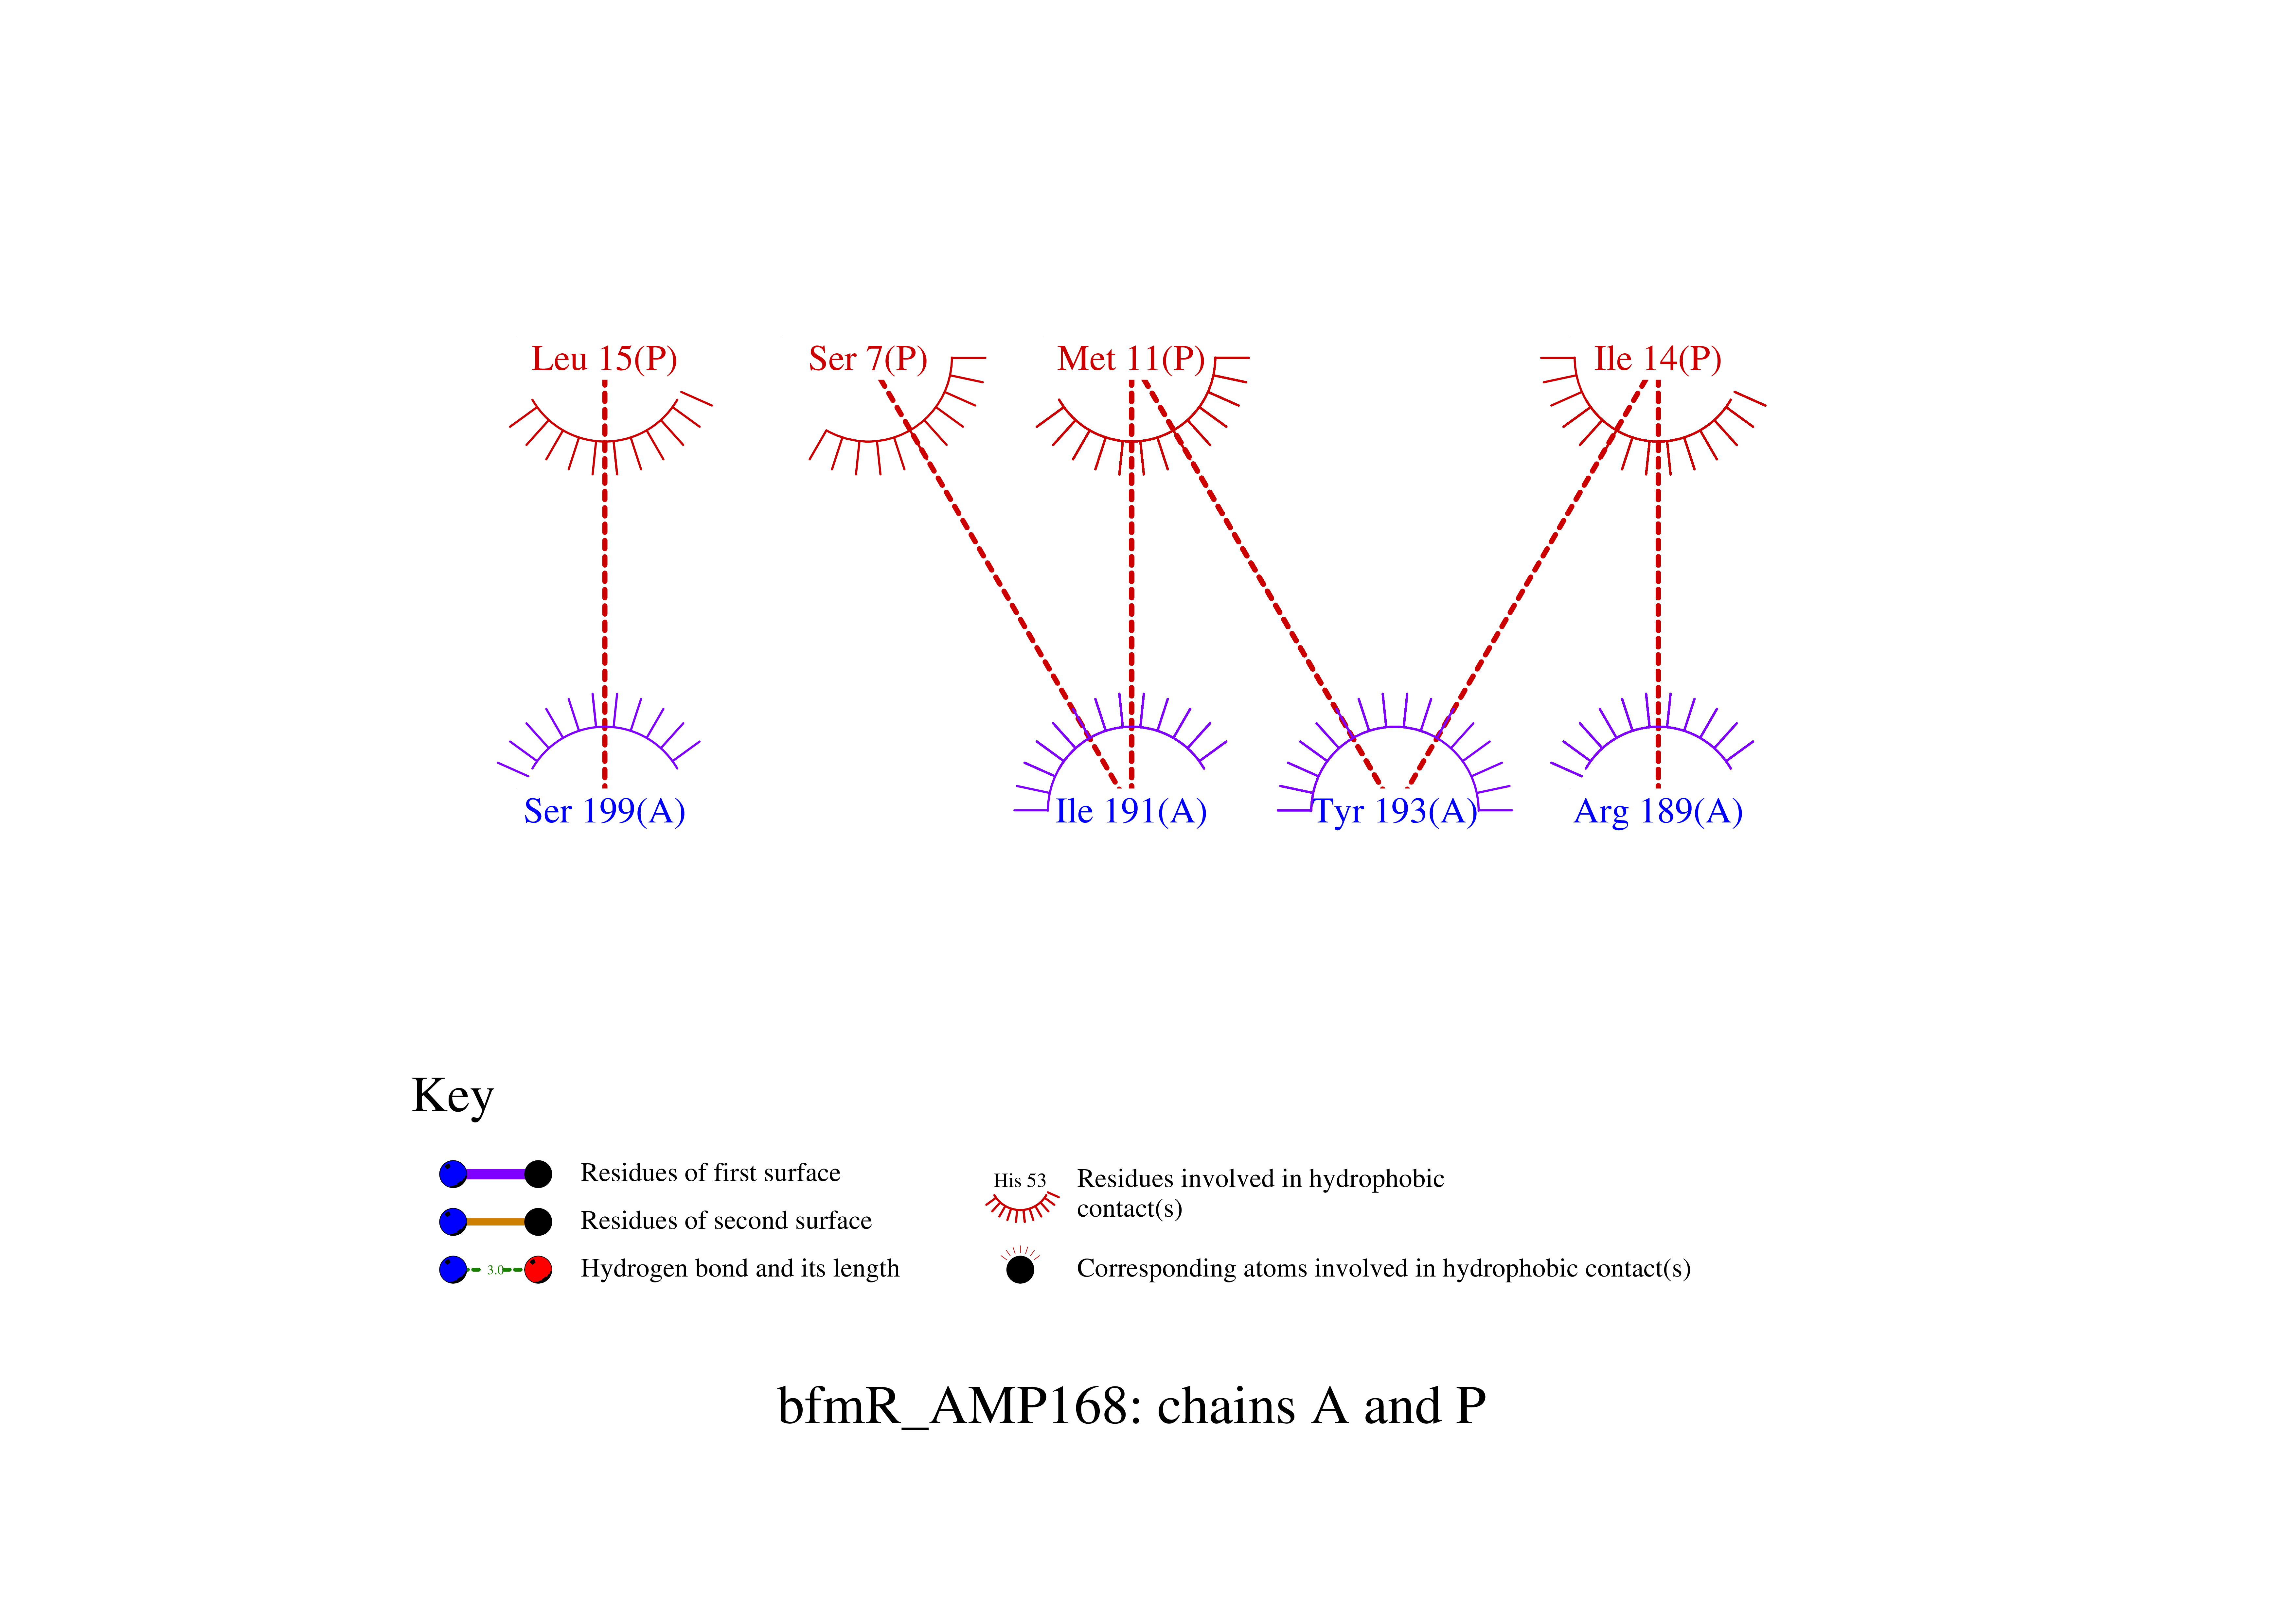 Leu 15(P) Ser 7(P) Met 11(P) Ile 14(P)
Ser 199(A) Ile 191(A) Tyr 193(A) Arg 189(A)
Key
Residues of first surface
Residues of second surface
3.0 Hydrogen bond and its length
His 53 Residues involved in hydrophobic
contact(s)
Corresponding atoms involved in hydrophobic contact(s)
bfmR_AMP168: chains A and P